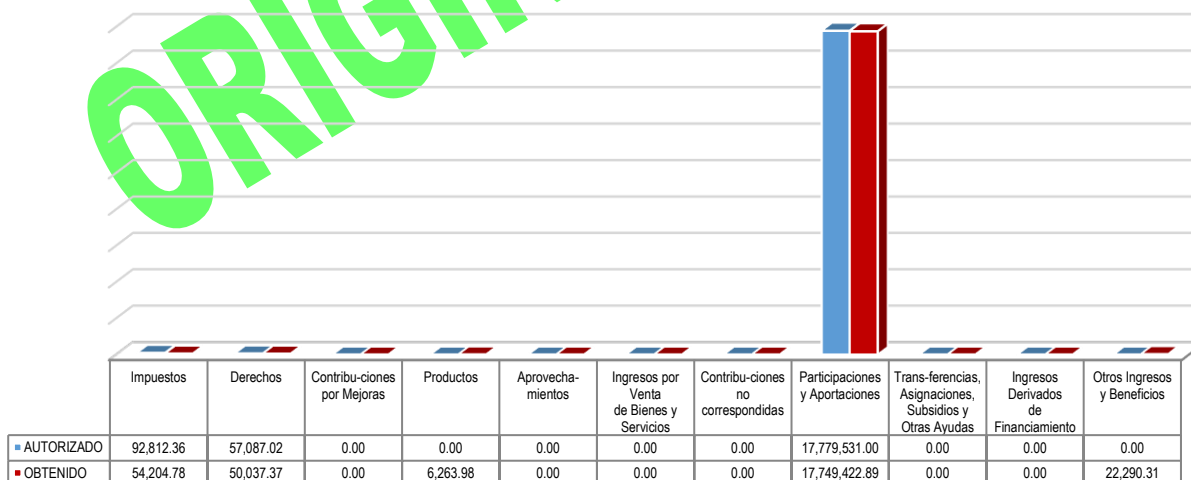 ORIGIN
Impuestos
Derechos
Contribu-ciones
por Mejoras
Productos
Aprovecha-
mientos
Ingresos por
Venta
de Bienes y
Servicios
Contribu-ciones
no
correspondidas
Participaciones
y Aportaciones
Trans-ferencias,
Asignaciones,
Subsidios y
Otras Ayudas
Ingresos
Derivados
de
Financiamiento
Otros Ingresos
y Beneficios
AUTORIZADO 92,812.36 57,087.02 0.00 0.00 0.00 0.00 0.00 17,779,531.00 0.00 0.00 0.00
OBTENIDO 54,204.78 50,037.37 0.00 6,263.98 0.00 0.00 0.00 17,749,422.89 0.00 0.00 22,290.31